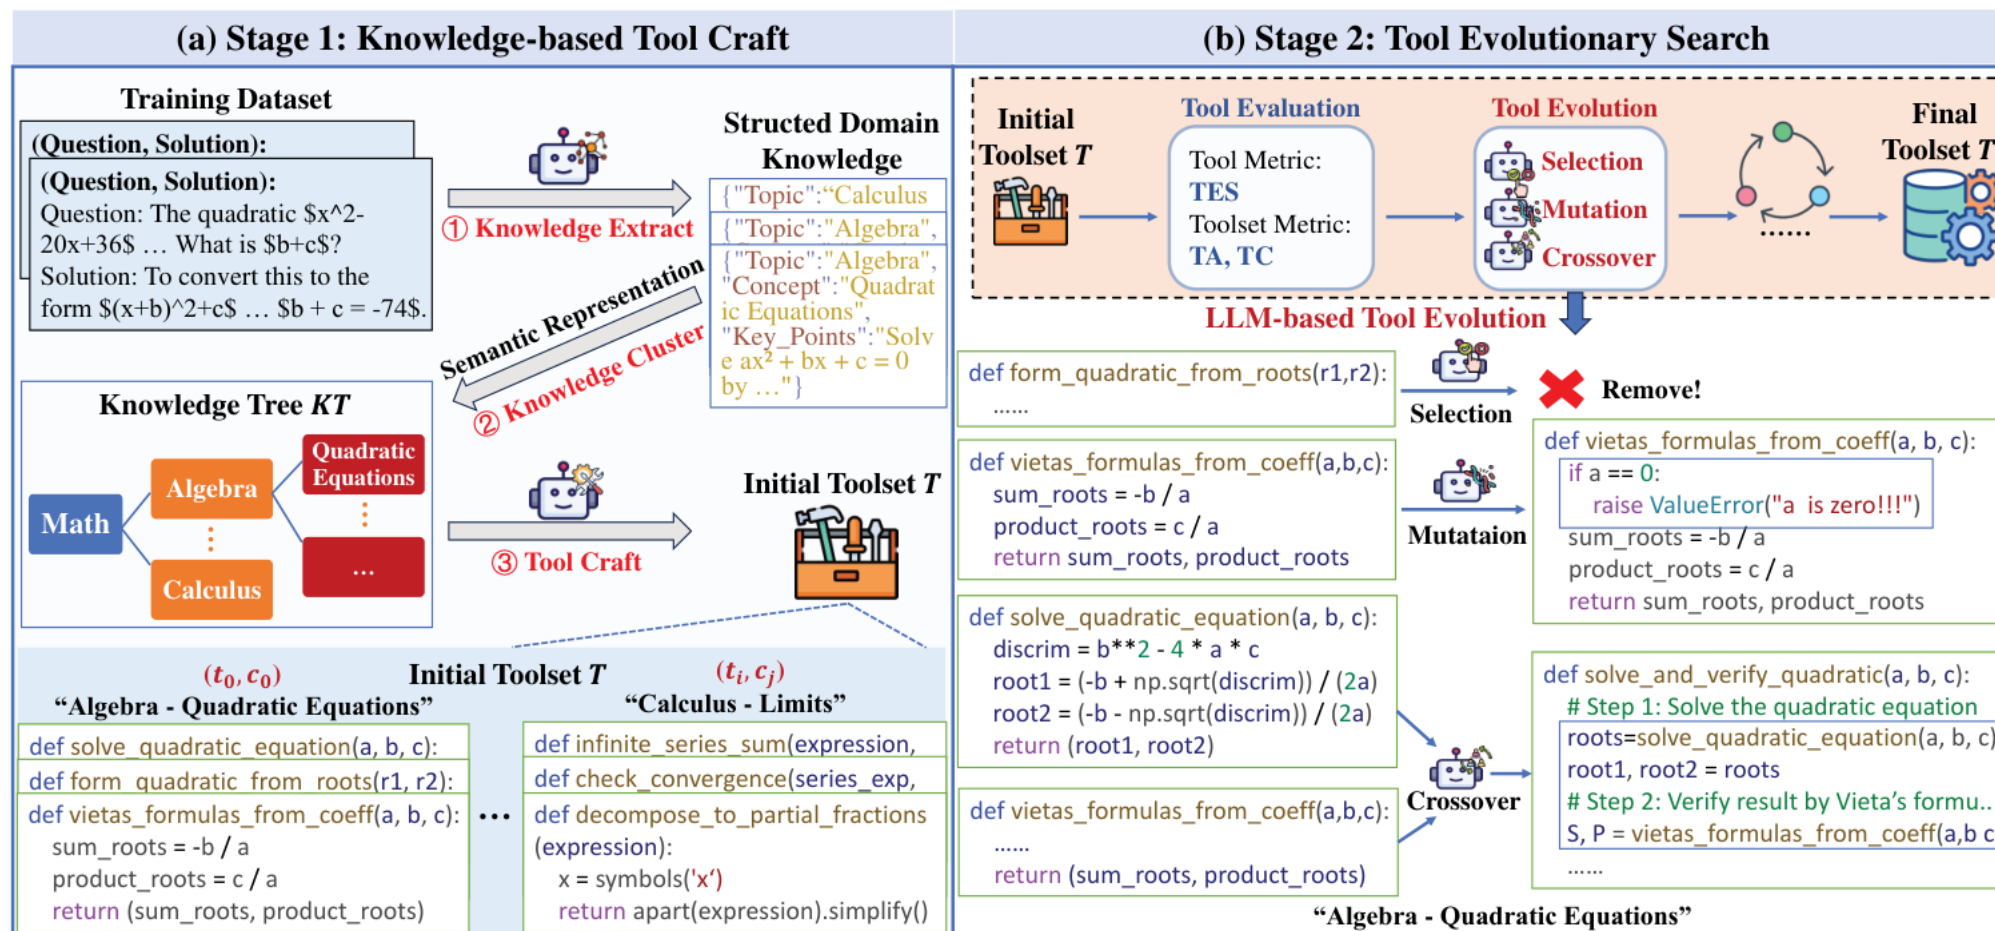 (a) Stage 1: Knowledge-based Tool Craft
Training Dataset
(Question, Solution):
(Question, Solution):
Question: The quadratic $x^2-
20x+36$ … What is $b+c$?
Solution: To convert this to the
form $(x+b)^2+c$ … $b + c = -74$.
① Knowledge Extract
Structed Domain
Knowledge
{"Topic":"Calculus
{"Topic":"Algebra",
{"Topic":"Algebra",
"Concept":"Quadrat
ic Equations",
"Key_Points":"Solv
e ax² + bx + c = 0
by ..."}
Semantic Representation
② Knowledge Cluster
Knowledge Tree KT
Math
Algebra
Calculus
Quadratic
Equations
...
③ Tool Craft
Initial Toolset T
(t₀, c₀)
Initial Toolset T
(tᵢ, cⱼ)
“Algebra - Quadratic Equations”
“Calculus - Limits”
def solve_quadratic_equation(a, b, c):
def form_quadratic_from_roots(r1, r2):
def vietas_formulas_from_coeff(a, b, c):
sum_roots = -b / a
product_roots = c / a
return (sum_roots, product_roots)
...
def infinite_series_sum(expression,
def check_convergence(series_exp,
def decompose_to_partial_fractions
(expression):
x = symbols('x‘)
return apart(expression).simplify()
(b) Stage 2: Tool Evolutionary Search
Initial
Toolset T
Tool Evaluation
Tool Metric:
TES
Toolset Metric:
TA, TC
Tool Evolution
Selection
Mutation
Crossover
......
Final
Toolset T
LLM-based Tool Evolution
def form_quadratic_from_roots(r1,r2):
......
Selection
Remove!
def vietas_formulas_from_coeff(a,b,c):
sum_roots = -b / a
product_roots = c / a
return sum_roots, product_roots
Mutataion
def vietas_formulas_from_coeff(a, b, c):
if a == 0:
raise ValueError("a  is zero!!!")
sum_roots = -b / a
product_roots = c / a
return sum_roots, product_roots
def solve_quadratic_equation(a, b, c):
discrim = b**2 - 4 * a * c
root1 = (-b + np.sqrt(discrim)) / (2a)
root2 = (-b - np.sqrt(discrim)) / (2a)
return (root1, root2)
def vietas_formulas_from_coeff(a,b,c):
......
return (sum_roots, product_roots)
Crossover
def solve_and_verify_quadratic(a, b, c):
# Step 1: Solve the quadratic equation
roots=solve_quadratic_equation(a, b, c)
root1, root2 = roots
# Step 2: Verify result by Vieta’s formu..
S, P = vietas_formulas_from_coeff(a,b c
......
“Algebra - Quadratic Equations”